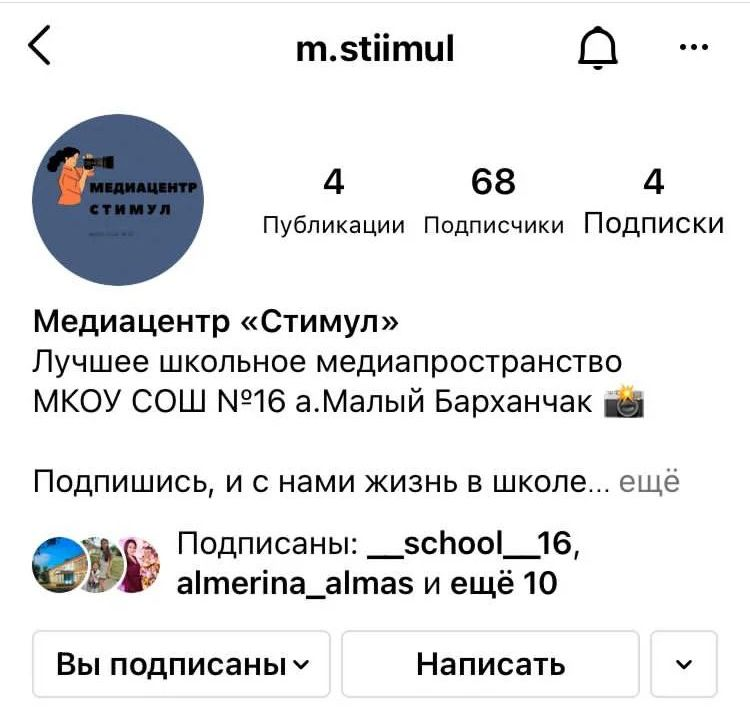 m.stiimul
МЕДИАЦЕНТР
СТИМУЛ
4 68 4
Публикации Подписчики Подписки
Медиацентр «Стимул»
Лучшее школьное медиапространство
МКОУ СОШ №16 а.Малый Барханчак 📸
Подпишись, и с нами жизнь в школе... ещё
Подписаны: __school__16,
almerina_almas и ещё 10
Вы подписаны Написать